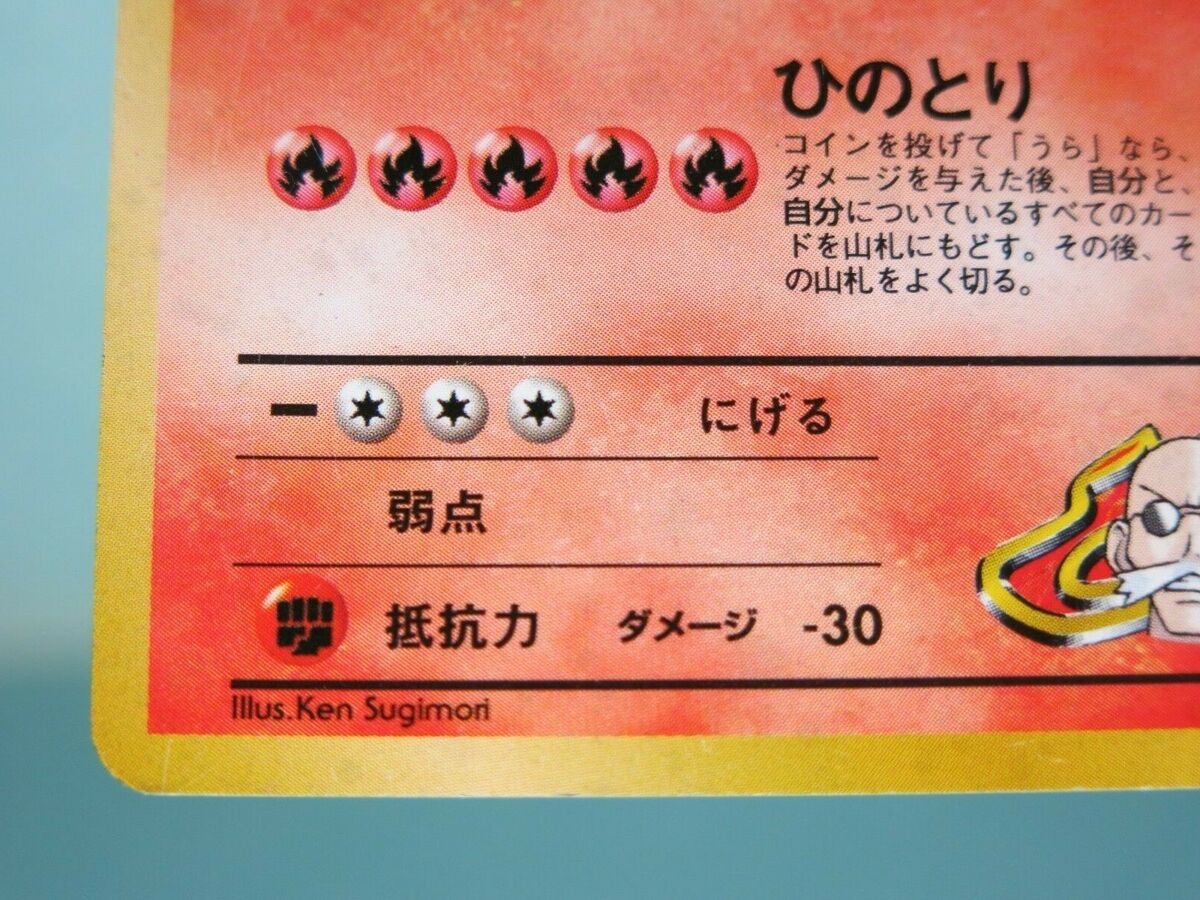 ひのとり
コインを投げて「うら」なら、
ダメージを与えた後、自分と、
自分についているすべてのカー
ドを山札にもどす。その後、そ
の山札をよく切る。
にげる
弱点
抵抗力 ダメージ -30
Illus.Ken Sugimori